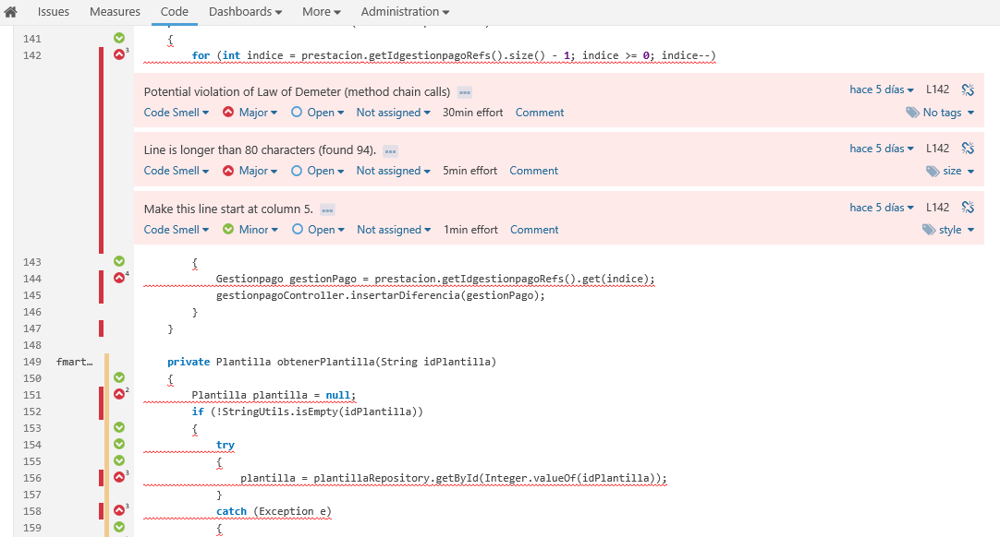 Issues Measures Code Dashboards More Administration
141 {
142 3 for (int indice = prestacion.getIdgestionpagoRefs().size() - 1; indice >= 0; indice--)
Potential violation of Law of Demeter (method chain calls) ... hace 5 días L142
Code Smell Major Open Not assigned 30min effort Comment No tags
Line is longer than 80 characters (found 94). ... hace 5 días L142
Code Smell Major Open Not assigned 5min effort Comment size
Make this line start at column 5. ... hace 5 días L142
Code Smell Minor Open Not assigned 1min effort Comment style
143 {
144 4 Gestionpago gestionPago = prestacion.getIdgestionpagoRefs().get(indice);
145 gestionpagoController.insertarDiferencia(gestionPago);
146 }
147 }
148
149 fmart... private Plantilla obtenerPlantilla(String idPlantilla)
150 {
151 2 Plantilla plantilla = null;
152 if (!StringUtils.isEmpty(idPlantilla))
153 {
154 try
155 {
156 3 plantilla = plantillaRepository.getById(Integer.valueOf(idPlantilla));
157 }
158 3 catch (Exception e)
159 {